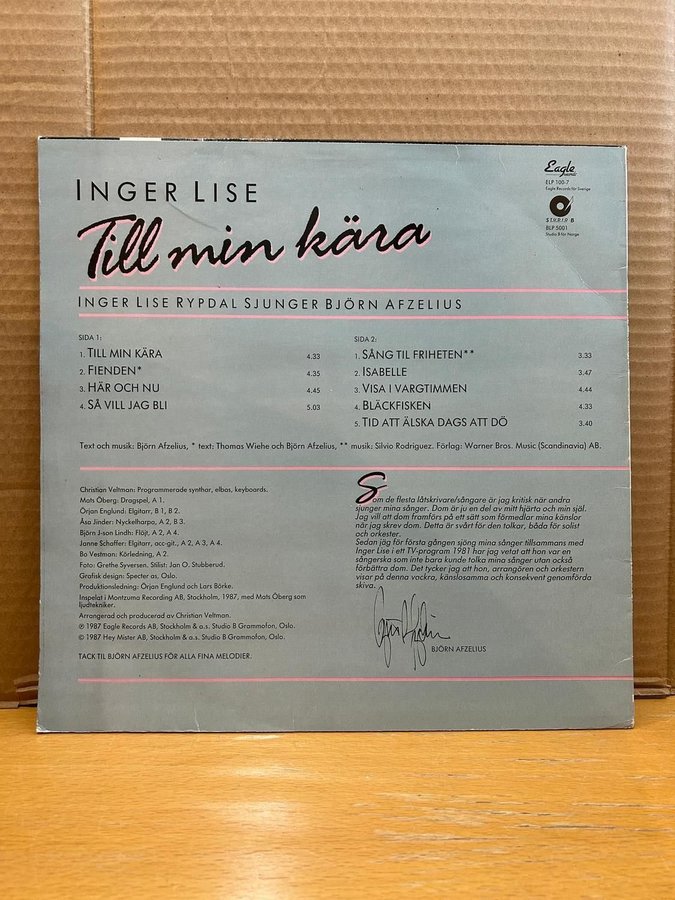 Eagle
ELP 100-7
Eagle Records för Sverige
STUDIO B
BLP 5001
Studio B för Norge
INGER LISE
Till min kära
INGER LISE RYPDAL SJUNGER BJÖRN AFZELIUS
SIDA 1:
1. TILL MIN KÄRA 4.33
2. FIENDEN* 4.35
3. HÄR OCH NU 4.45
4. SÅ VILL JAG BLI 5.03
SIDA 2:
1. SÅNG TIL FRIHETEN** 3.33
2. ISABELLE 3.47
3. VISA I VARGTIMMEN 4.44
4. BLÄCKFISKEN 4.33
5. TID ATT ÄLSKA DAGS ATT DÖ 3.40
Text och musik: Björn Afzelius, * text: Thomas Wiehe och Björn Afzelius, ** musik: Silvio Rodriguez. Förlog: Warner Bros. Music (Scandinavia) AB.
Christian Veltman: Programmerade synthar, elbas, keyboards.
Mats Öberg: Dragspel, A 1.
Örjan Englund: Elgitarr, B 1, B 2.
Åsa Jinder: Nyckelharpa, A 2, B 3.
Björn J-son Lindh: Flöjt, A 2, A 4.
Janne Schaffer: Elgitarr, acc-git., A 2, A 3, A 4.
Bo Vestman: Körledning, A 2.
Foto: Grethe Syversen. Stilist: Jan O. Stubberud.
Grafisk design: Specter as, Oslo.
Produktionsledning: Örjan Englund och Lars Börke.
Inspelat i Montzuma Recording AB, Stockholm, 1987, med Mats Öberg som
ljudtekniker.
Arrangerad och producerad av Christian Veltman.
℗ 1987 Eagle Records AB, Stockholm & a.s. Studio B Grammofon, Oslo.
© 1987 Hey Mister AB, Stockholm & a.s. Studio B Grammofon, Oslo.
TACK TIL BJÖRN AFZELIUS FÖR ALLA FINA MELODIER.
Som de flesta låtskrivare/sångare är jag kritisk när andra
sjunger mina sånger. Dom är ju en del av mitt hjärta och min själ.
Jag vill att dom framförs på ett sätt som förmedlar mina känslor
när jag skrev dom. Detta är svårt för den tolkar, båda för solist
och orkester.
Sedan jag för första gången sjöng mina sånger tillsammans med
Inger Lise i ett TV-program 1981 har jag vetat att hon var en
sångerska som inte bara kunde tolka mina sånger utan också
förbättra dom. Det tycker jag att hon, arrangören och orkestern
visar på denna vackra, känslosamma och konsekvent genomförda
skiva.
BJÖRN AFZELIUS